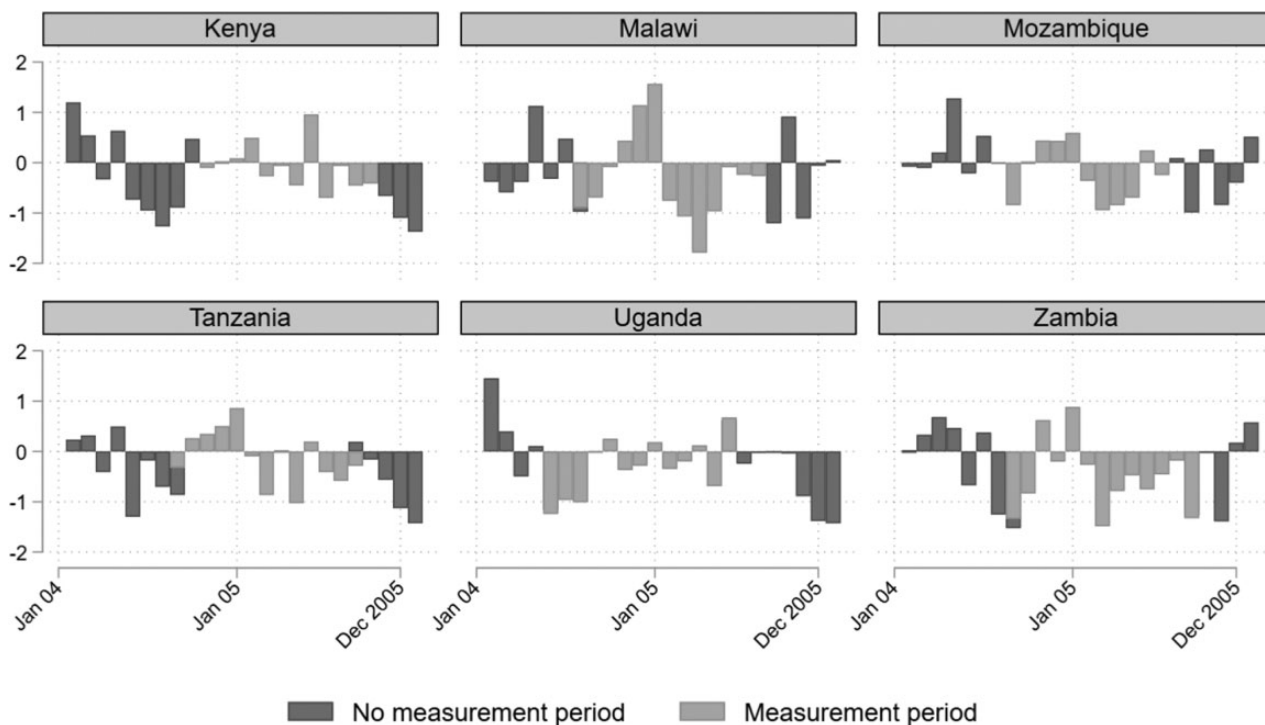 Kenya Malawi Mozambique
2
1
0
-1
-2
Tanzania Uganda Zambia
2
1
0
-1
-2
Jan 04 Jan 05 Dec 2005 Jan 04 Jan 05 Dec 2005 Jan 04 Jan 05 Dec 2005
No measurement period Measurement period